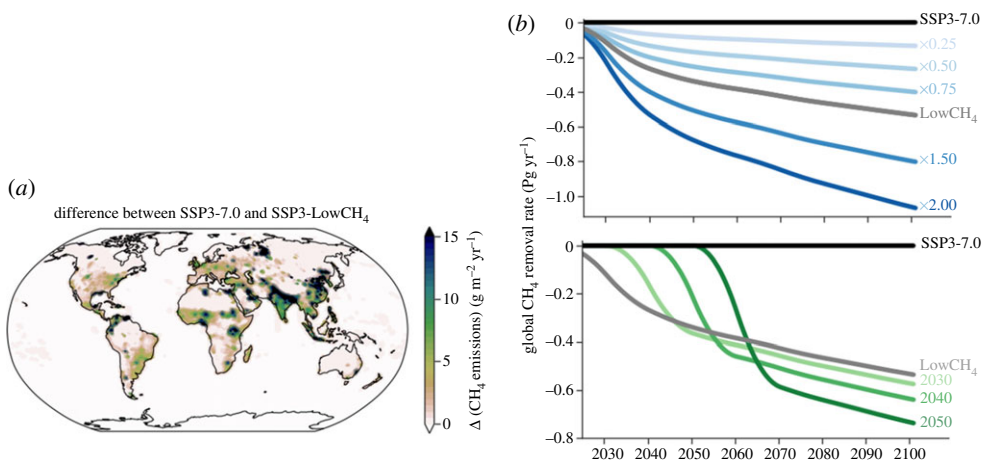 (a)
difference between SSP3-7.0 and SSP3-LowCH₄
15
10
5
0
Δ (CH₄ emissions) (g m⁻² yr⁻¹)
(b)
global CH₄ removal rate (Pg yr⁻¹)
0
–0.2
–0.4
–0.6
–0.8
–1.0
SSP3-7.0
×0.25
×0.50
×0.75
LowCH₄
×1.50
×2.00
0
–0.2
–0.4
–0.6
–0.8
SSP3-7.0
LowCH₄
2030
2040
2050
2030 2040 2050 2060 2070 2080 2090 2100